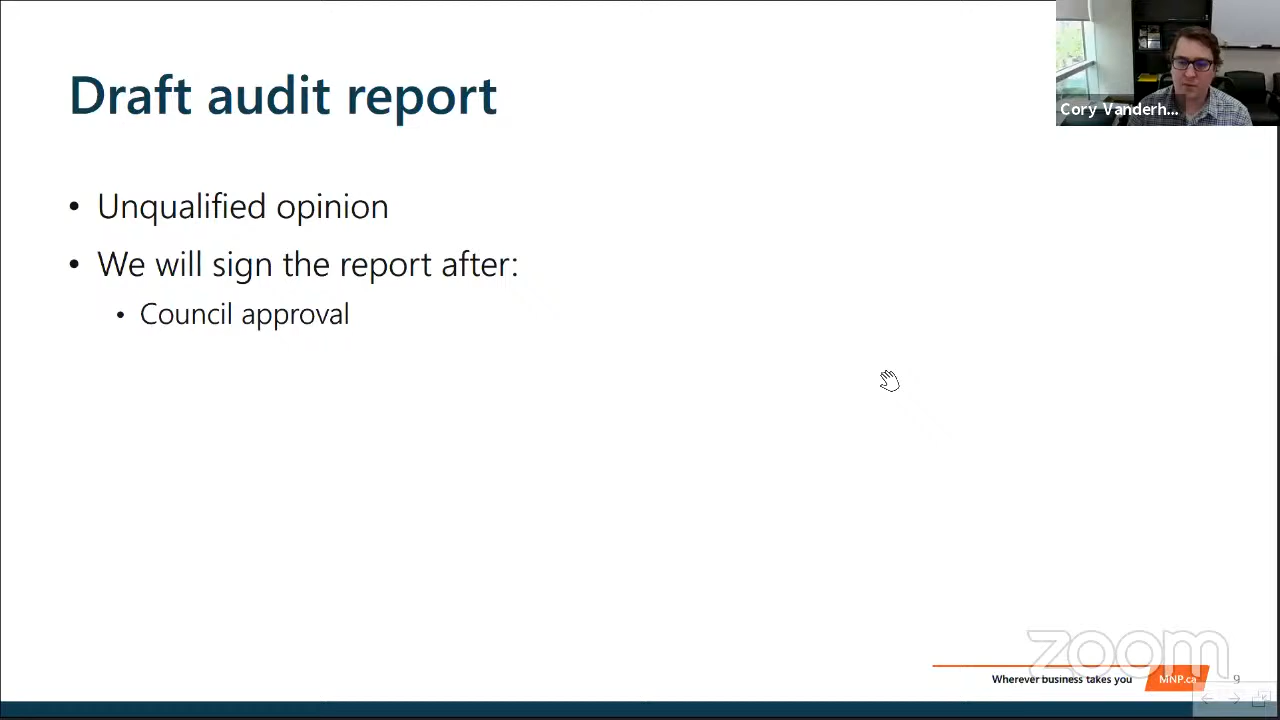 Draft audit report
Cory Vanderh...
• Unqualified opinion
• We will sign the report after:
• Council approval
zoom
Wherever business takes you
MNP.ca
9